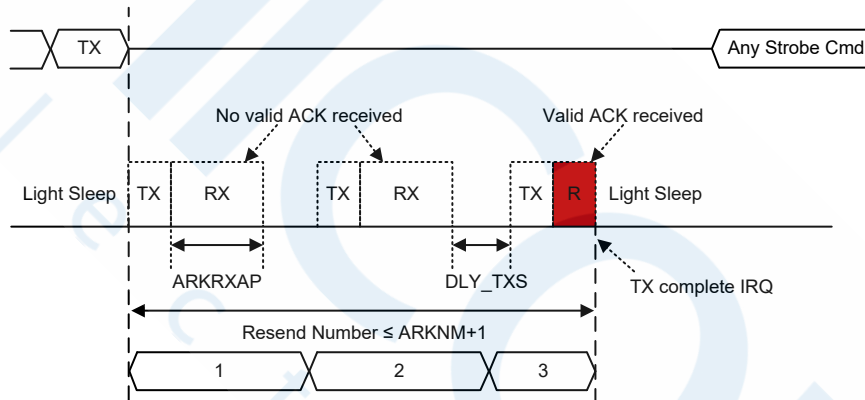 TX
Any Strobe Cmd
No valid ACK received
Valid ACK received
Light Sleep
TX
RX
TX
RX
TX
R
Light Sleep
ARKRXAP
DLY_TXS
TX complete IRQ
Resend Number ≤ ARKNM+1
1
2
3